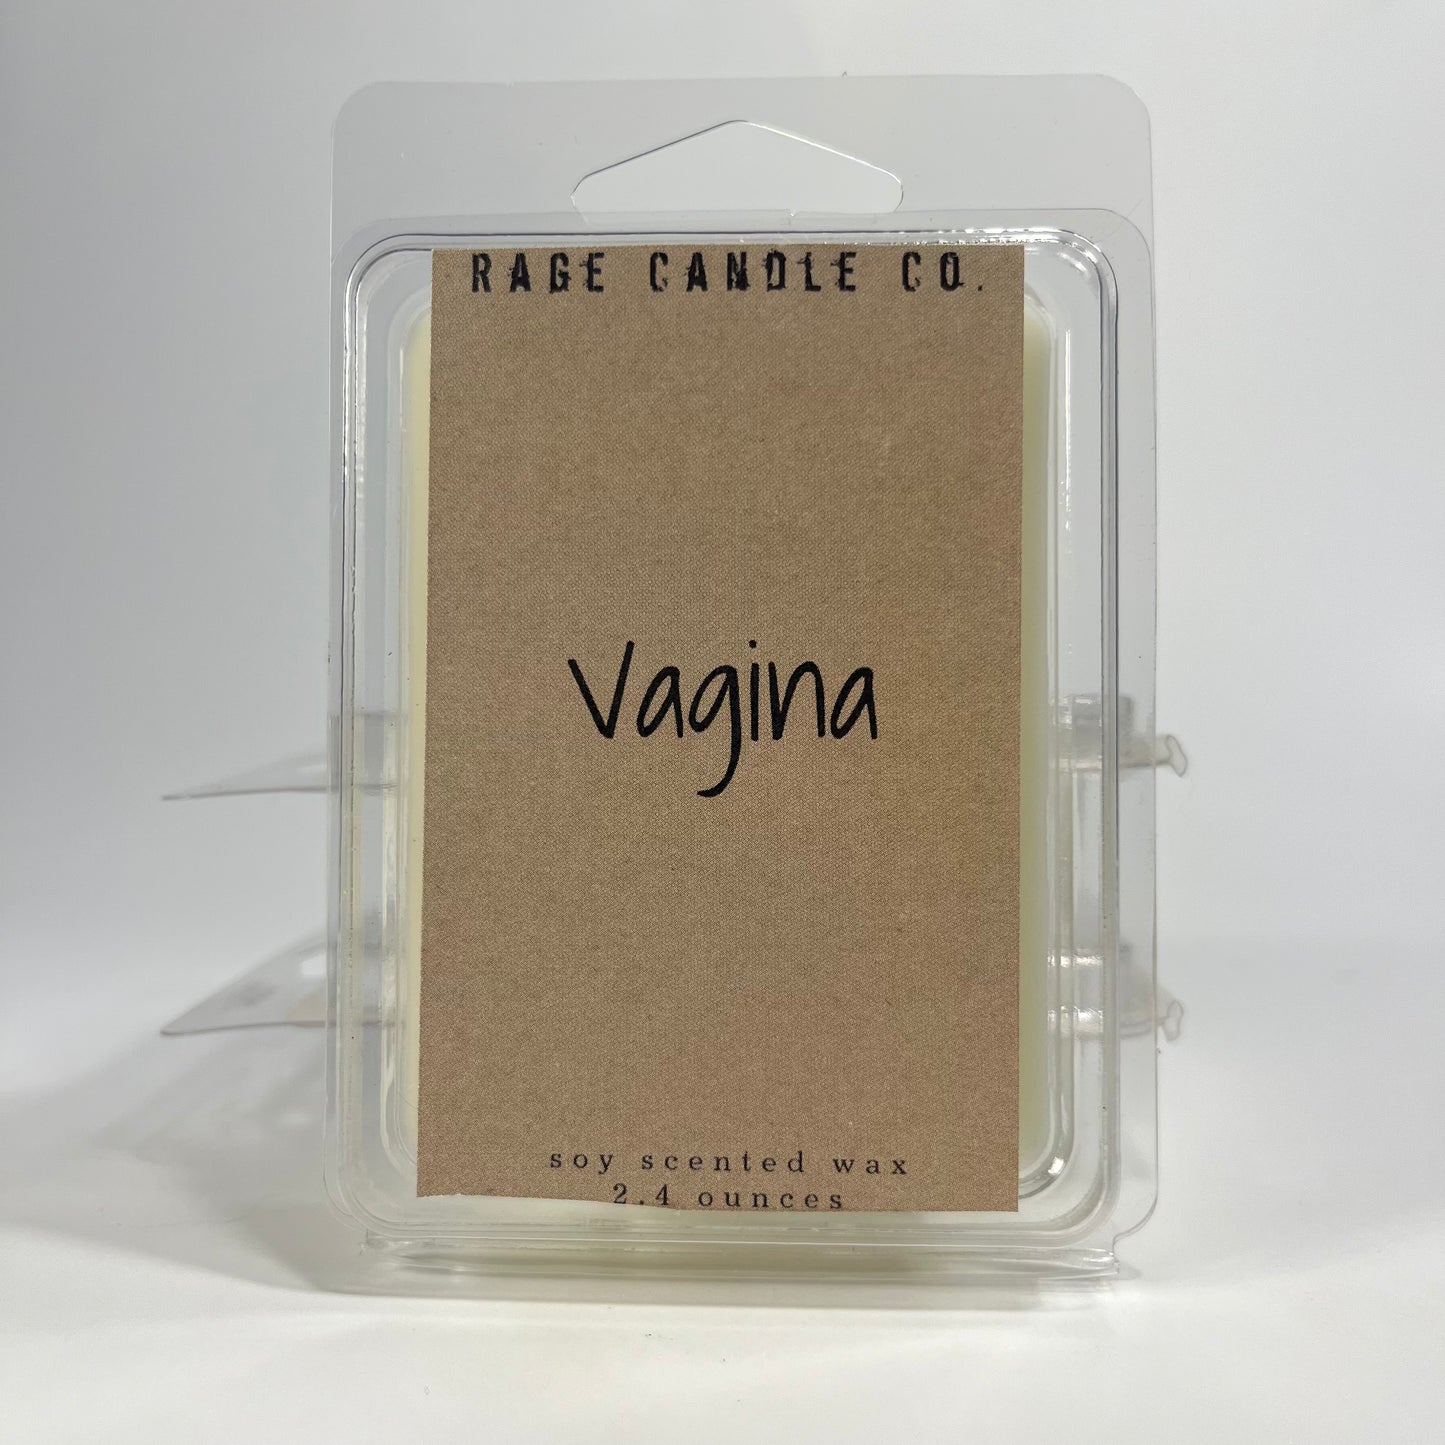 RAGE CANDLE CO.
Vagina
soy scented wax
2.4 ounces